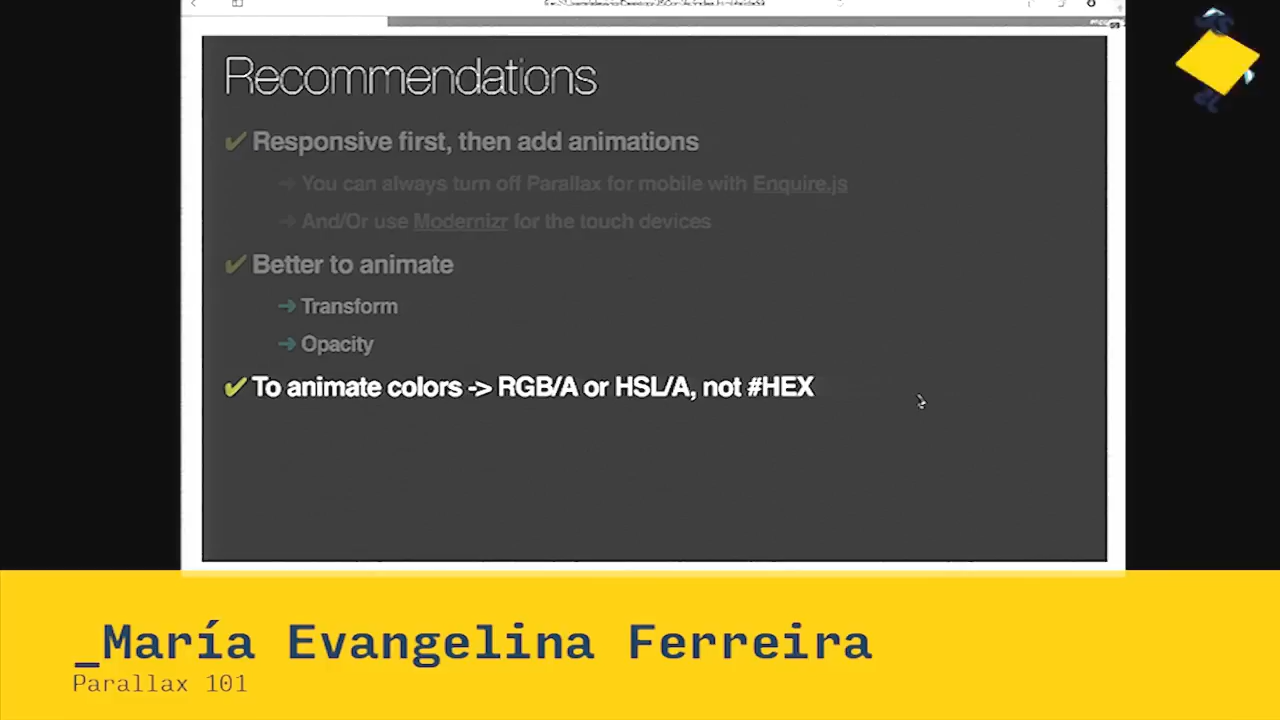 Recommendations
✔ Responsive first, then add animations
➜ You can always turn off Parallax for mobile with Enquire.js
➜ And/Or use Modernizr for the touch devices
✔ Better to animate
➜ Transform
➜ Opacity
✔ To animate colors -> RGB/A or HSL/A, not #HEX
_María Evangelina Ferreira
Parallax 101